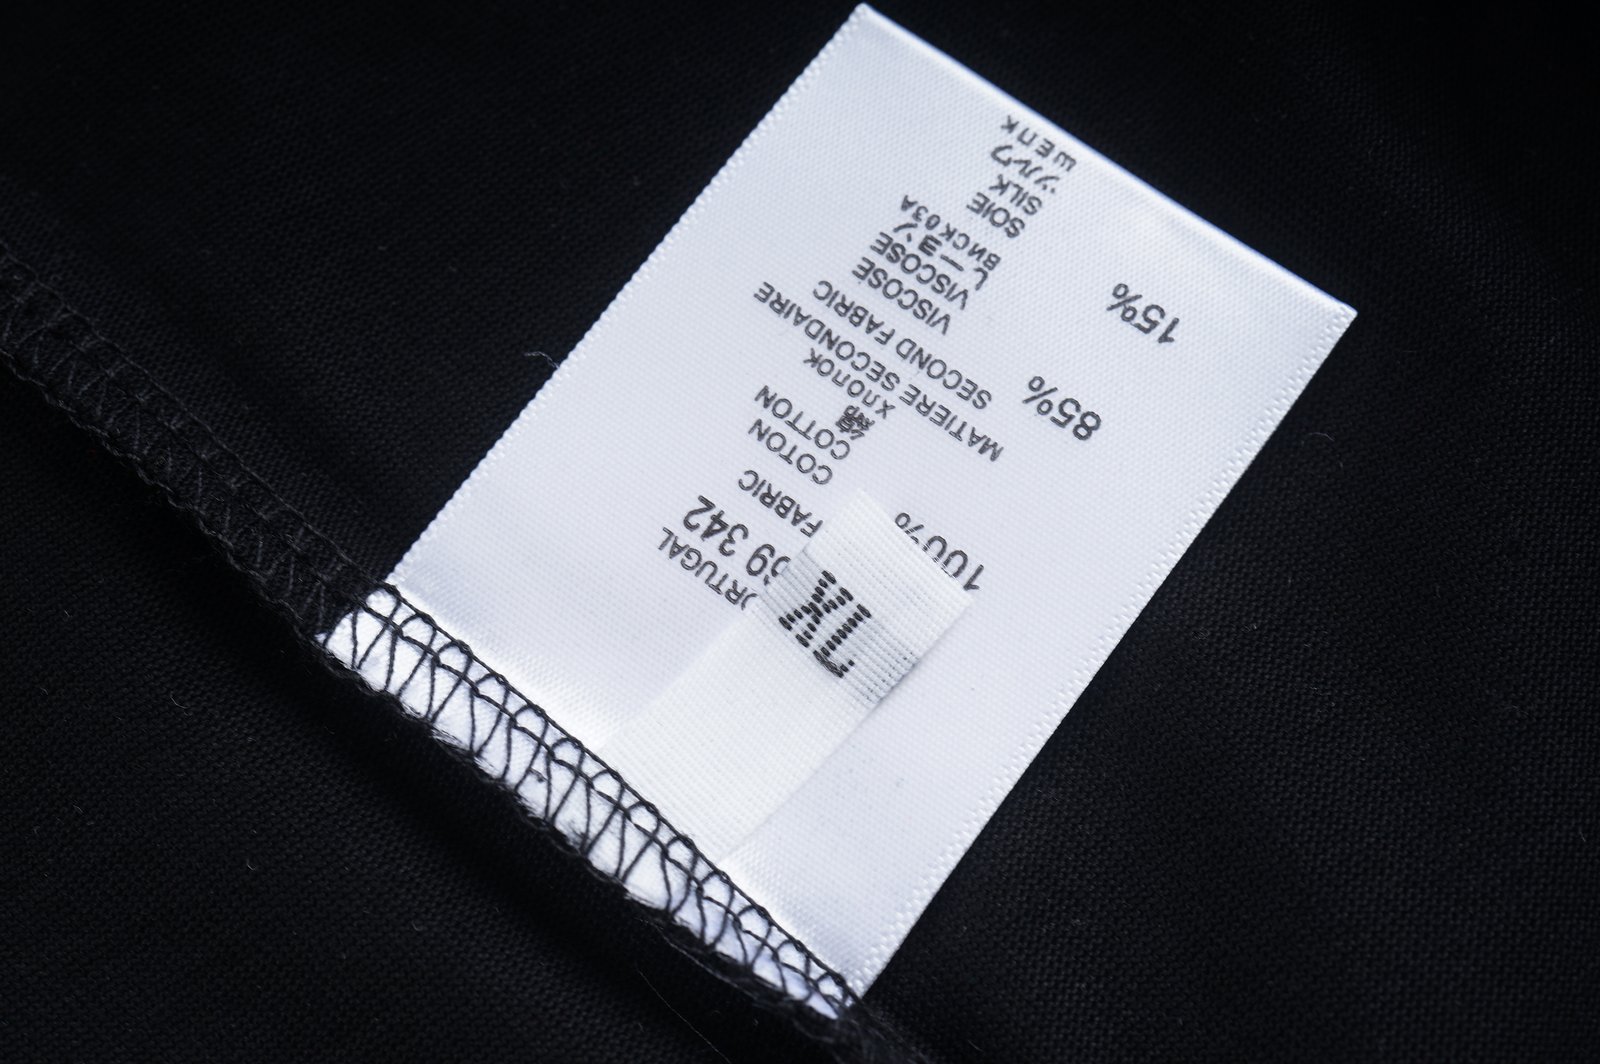 ORTUGAL
69 342
FABRIC
100% COTON
COTTON
綿
ХЛОПОК
MATIERE SECONDAIRE
SECOND FABRIC
85% VISCOSE
VISCOSE
レーヨン
ВИСКОЗА
15% SOIE
SILK
シルク
ШЕЛК